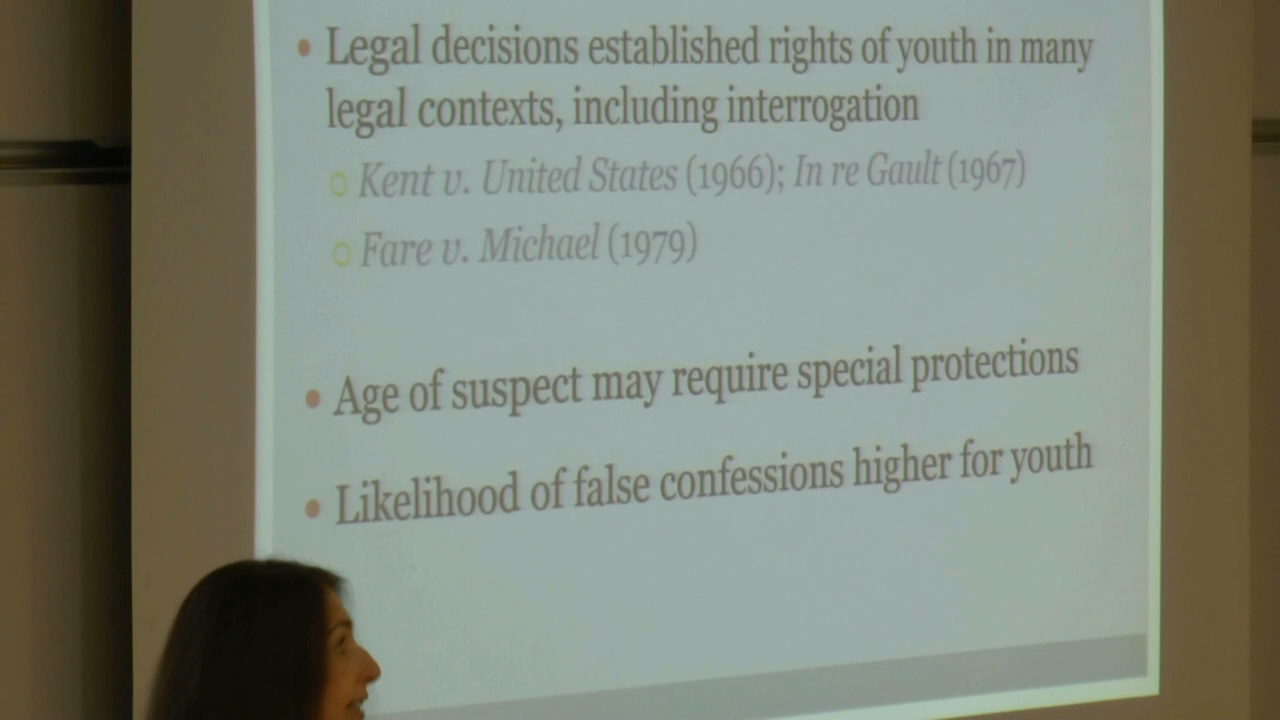 • Legal decisions established rights of youth in many
legal contexts, including interrogation
o Kent v. United States (1966); In re Gault (1967)
o Fare v. Michael (1979)
• Age of suspect may require special protections
• Likelihood of false confessions higher for youth